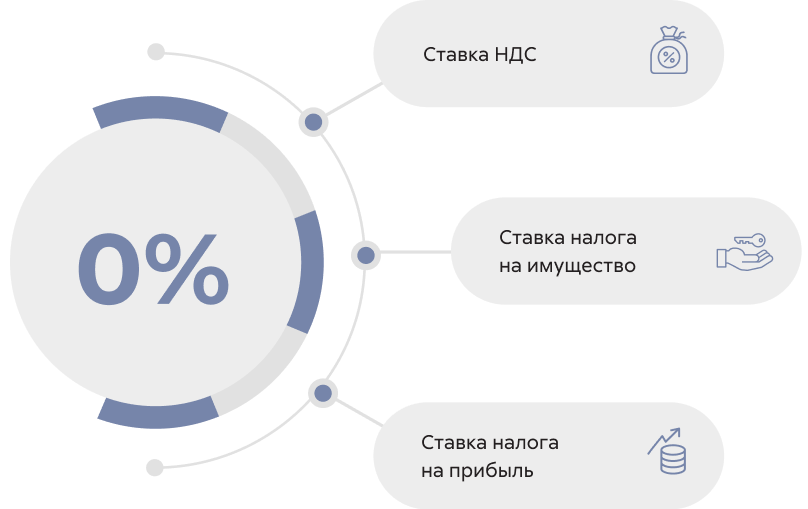 0%
Ставка НДС
Ставка налога
на имущество
Ставка налога
на прибыль